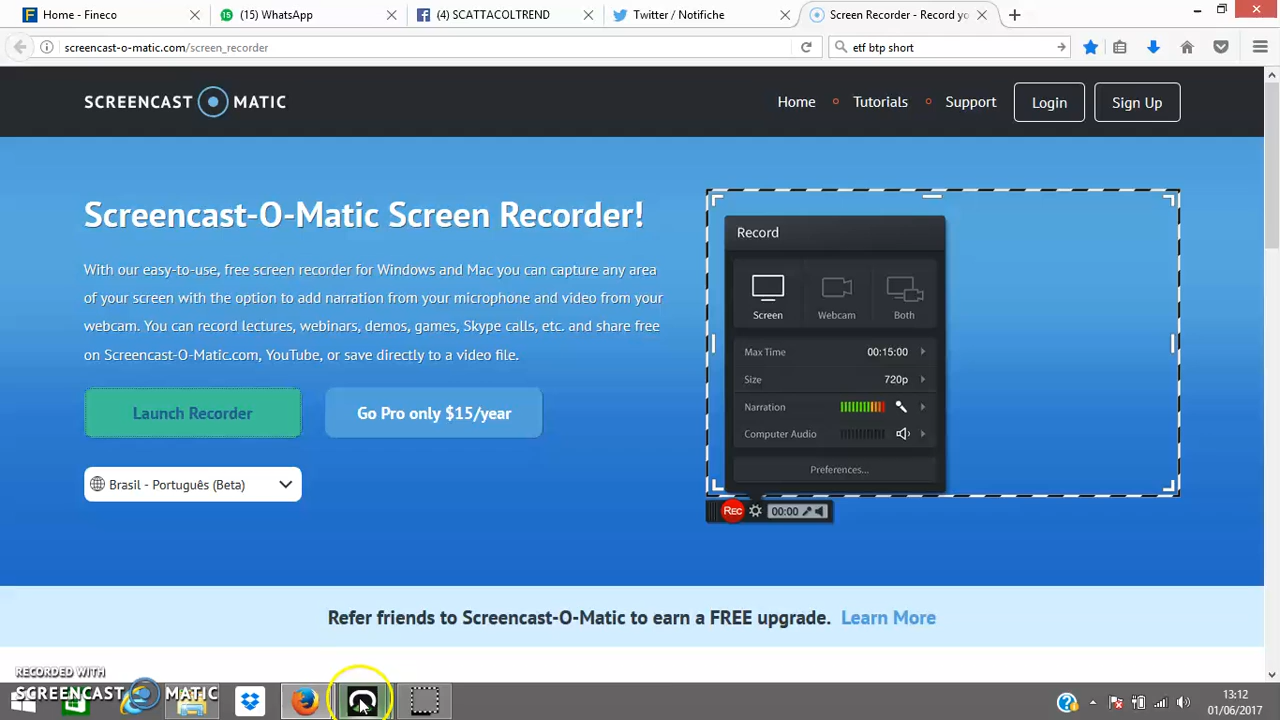 Home - Fineco
(15) WhatsApp
(4) SCATTACOLTREND
Twitter / Notifiche
Screen Recorder - Record yo
screencast-o-matic.com/screen_recorder
etf btp short
SCREENCAST MATIC
Home
Tutorials
Support
Login
Sign Up
Screencast-O-Matic Screen Recorder!
With our easy-to-use, free screen recorder for Windows and Mac you can capture any area
of your screen with the option to add narration from your microphone and video from your
webcam. You can record lectures, webinars, demos, games, Skype calls, etc. and share free
on Screencast-O-Matic.com, YouTube, or save directly to a video file.
Launch Recorder
Go Pro only $15/year
Brasil - Português (Beta)
Record
Screen
Webcam
Both
Max Time 00:15:00
Size 720p
Narration
Computer Audio
Preferences...
REC 00:00
Refer friends to Screencast-O-Matic to earn a FREE upgrade. Learn More
RECORDED WITH
SCREENCAST MATIC
13:12
01/06/2017